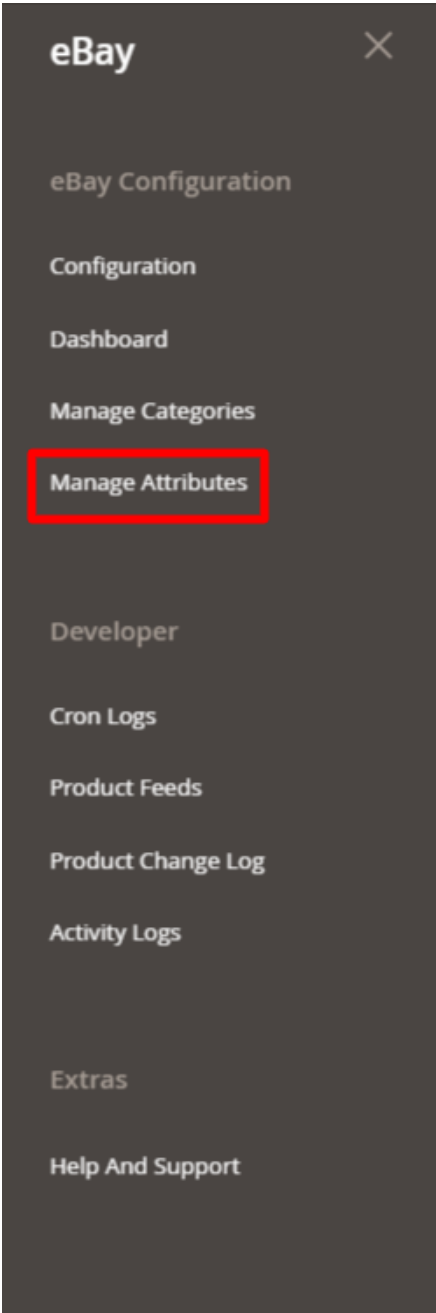 eBay
eBay Configuration
Configuration
Dashboard
Manage Categories
Manage Attributes
Developer
Cron Logs
Product Feeds
Product Change Log
Activity Logs
Extras
Help And Support